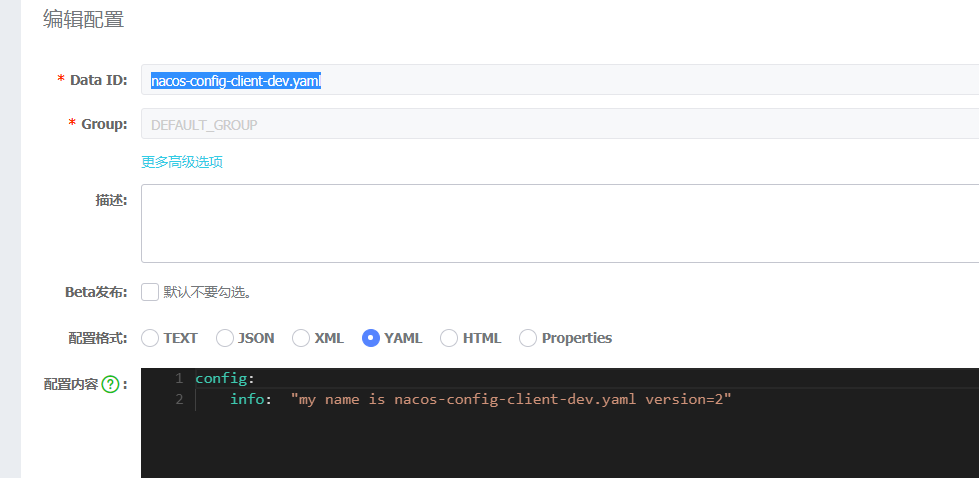 编辑配置
* Data ID: nacos-config-client-dev.yaml
* Group: DEFAULT_GROUP
更多高级选项
描述:
Beta发布: 默认不要勾选。
配置格式: TEXT JSON XML YAML HTML Properties
配置内容 ? :
1 config:
2 info: "my name is nacos-config-client-dev.yaml version=2"